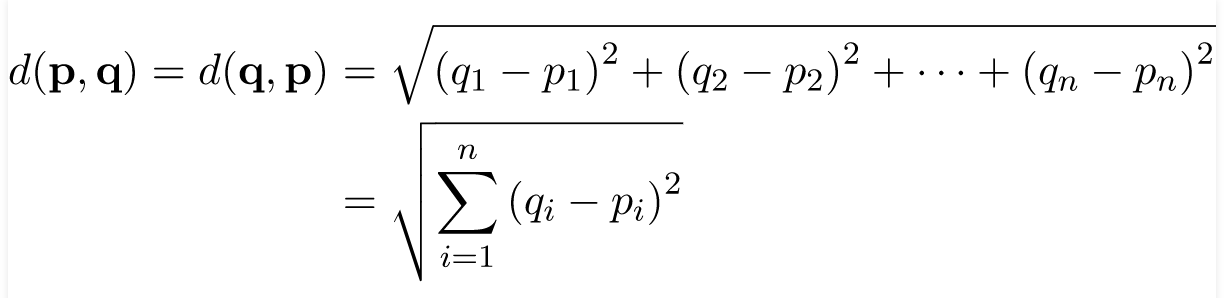 d(p, q) = d(q, p) = √((q₁ − p₁)² + (q₂ − p₂)² + ··· + (qₙ − pₙ)²)
= √(∑ᵢ₌₁ⁿ (qᵢ − pᵢ)²)